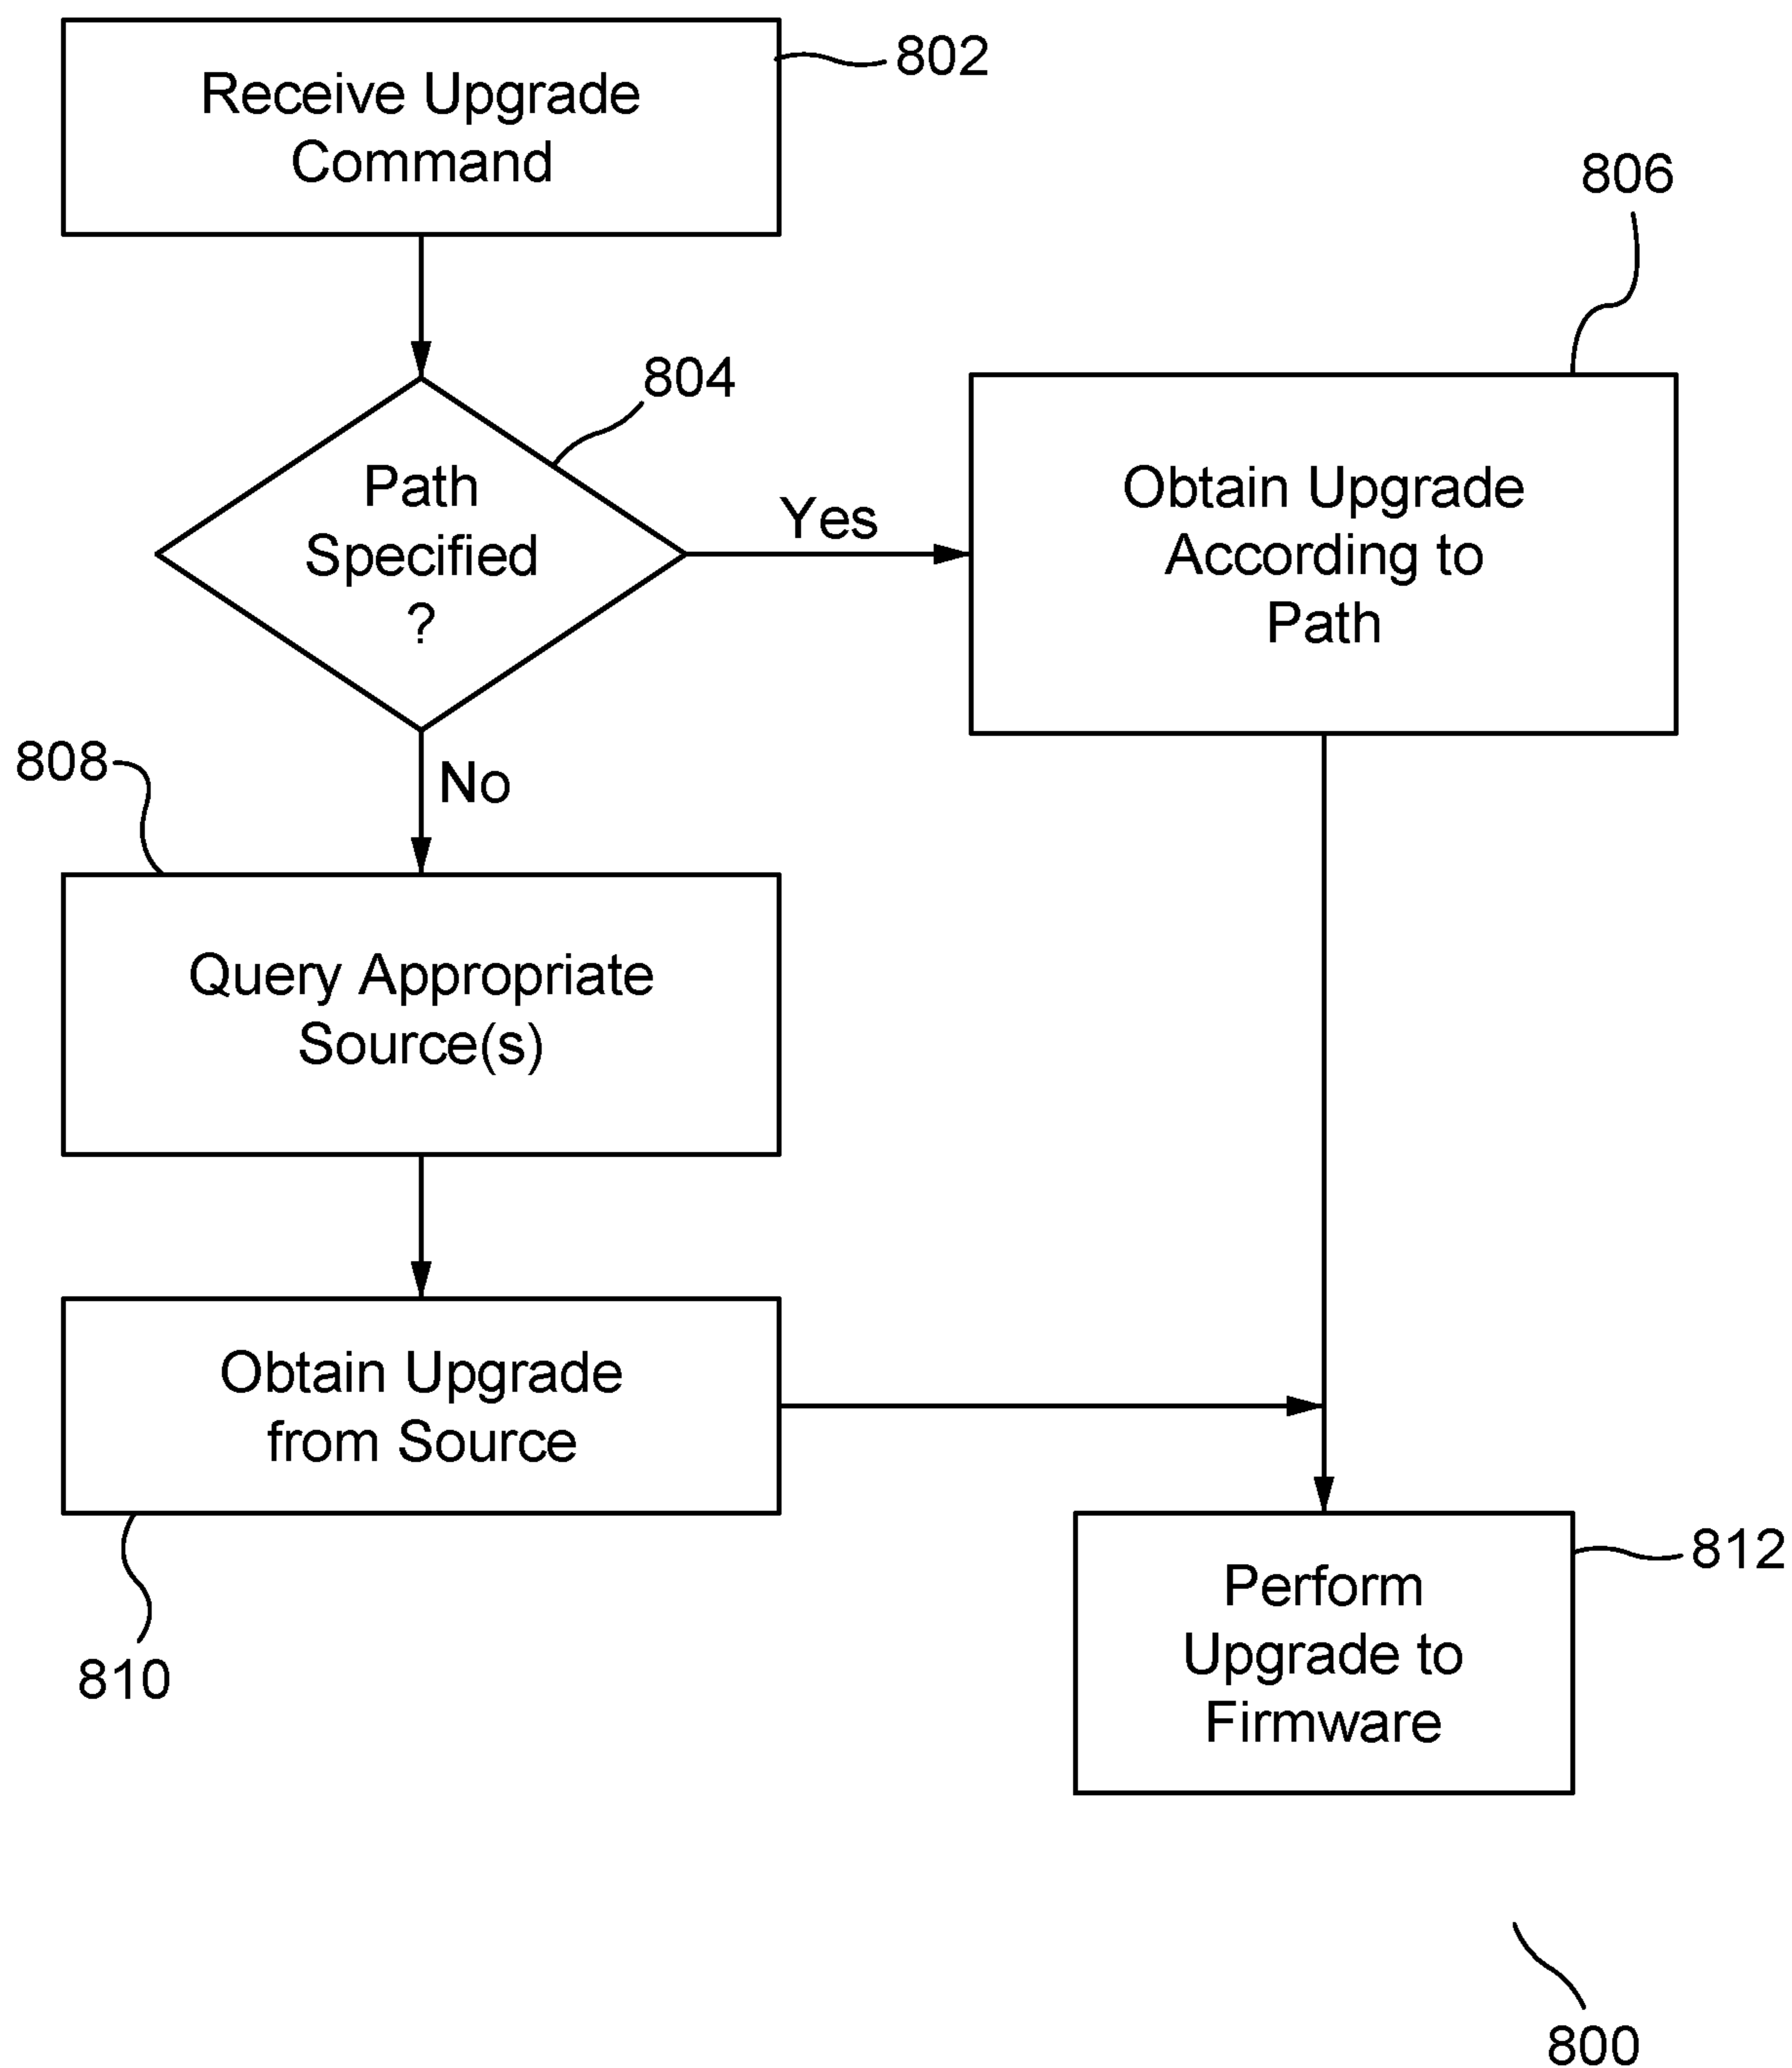 Receive Upgrade
Command
802
806
804
Path
Specified
?
Yes
Obtain Upgrade
According to
Path
808
No
Query Appropriate
Source(s)
Obtain Upgrade
from Source
810
Perform
Upgrade to
Firmware
812
800